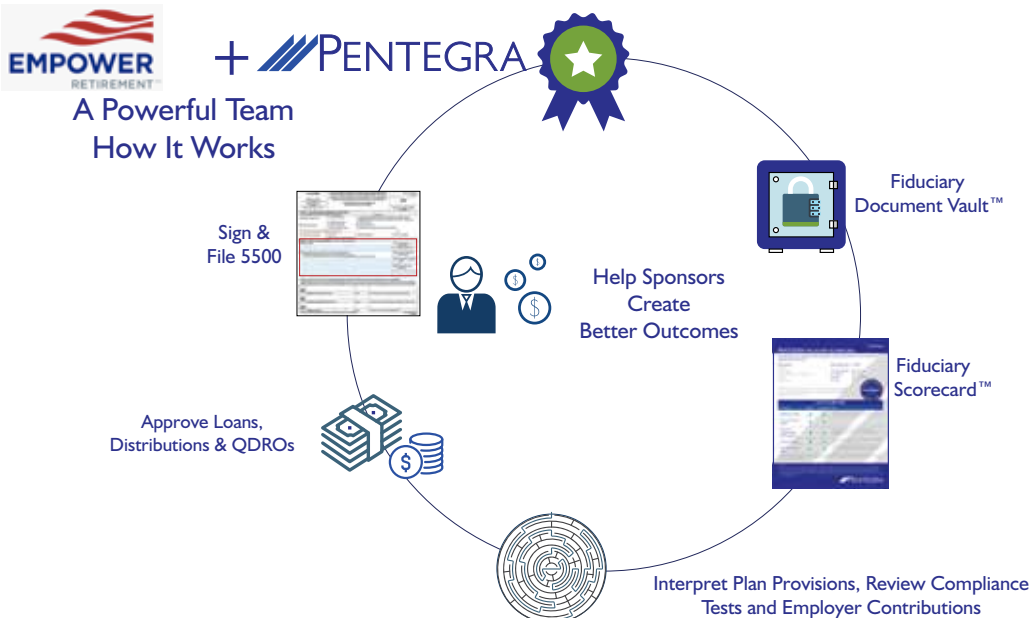 EMPOWER
RETIREMENT™
+ PENTEGRA
A Powerful Team
How It Works
Fiduciary
Document Vault™
Sign &
File 5500
Help Sponsors
Create
Better Outcomes
Fiduciary
Scorecard™
Approve Loans,
Distributions & QDROs
Interpret Plan Provisions, Review Compliance
Tests and Employer Contributions